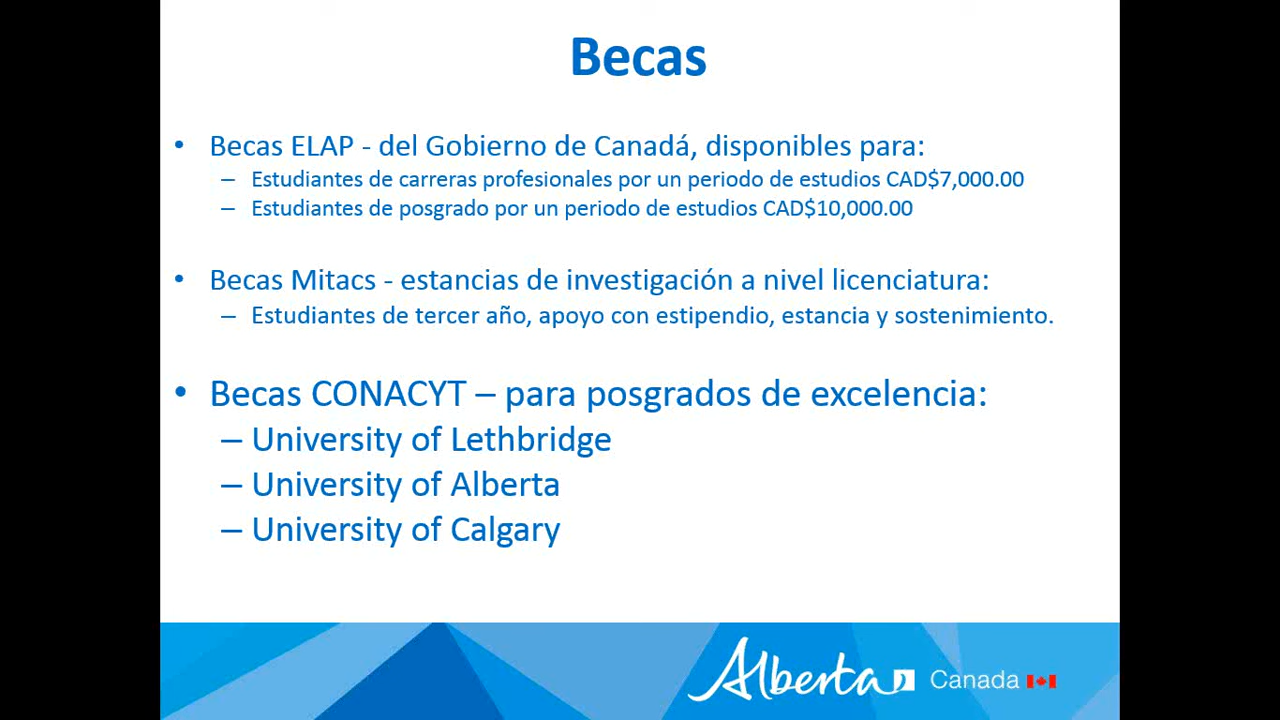 Becas
• Becas ELAP - del Gobierno de Canadá, disponibles para:
– Estudiantes de carreras profesionales por un periodo de estudios CAD$7,000.00
– Estudiantes de posgrado por un periodo de estudios CAD$10,000.00
• Becas Mitacs - estancias de investigación a nivel licenciatura:
– Estudiantes de tercer año, apoyo con estipendio, estancia y sostenimiento.
• Becas CONACYT – para posgrados de excelencia:
– University of Lethbridge
– University of Alberta
– University of Calgary
Alberta Canada